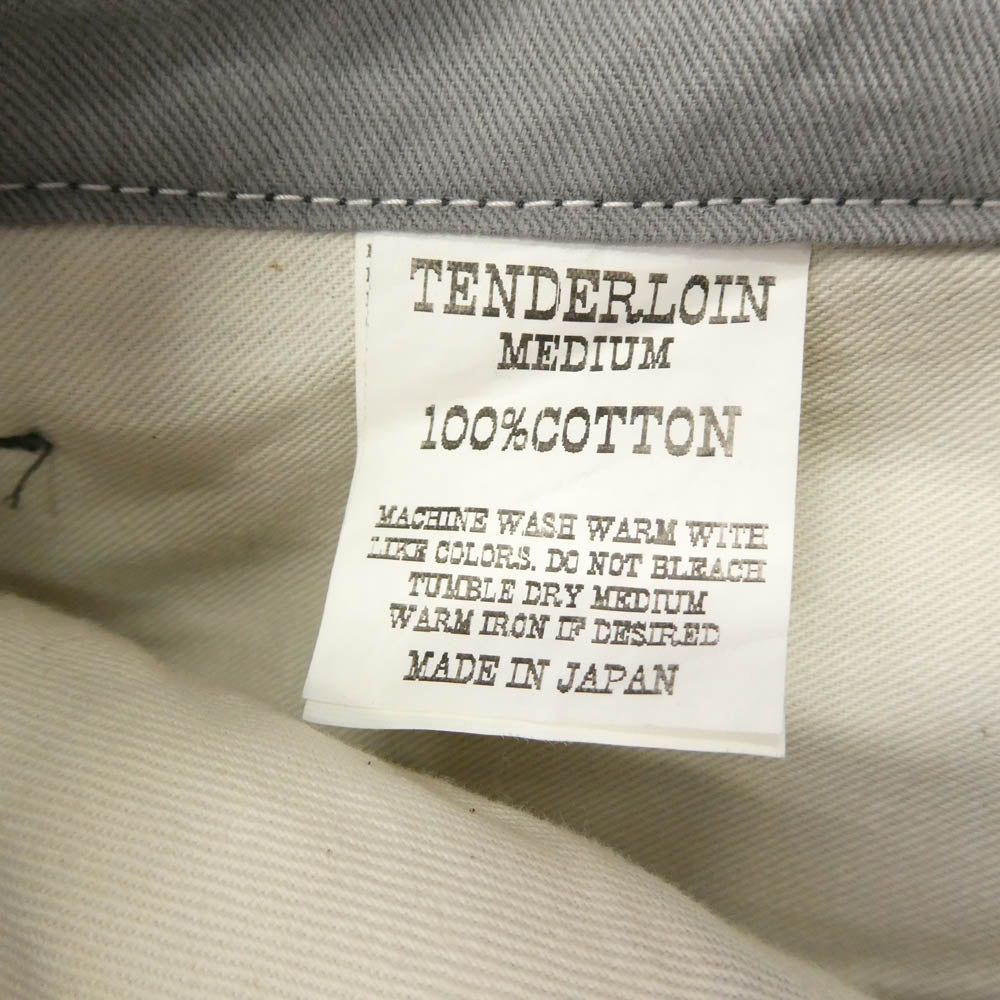 TENDERLOIN
MEDIUM
100%COTTON
MACHINE WASH WARM WITH
LIKE COLORS. DO NOT BLEACH
TUMBLE DRY MEDIUM
WARM IRON IF DESIRED
MADE IN JAPAN